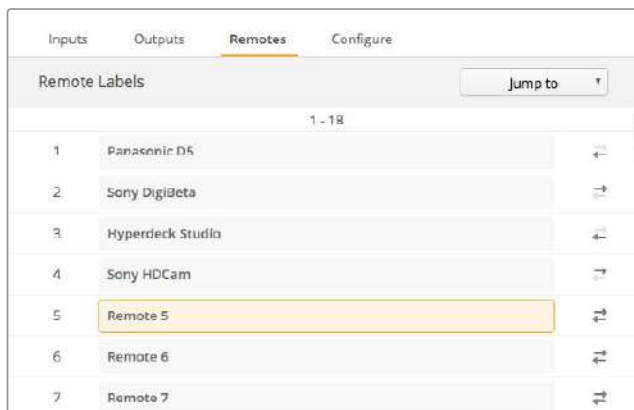 Inputs Outputs Remotes Configure
Remote Labels Jump to
1 - 18
1 Panasonic D5
2 Sony DigiBeta
3 Hyperdeck Studio
4 Sony HDCam
5 Remote 5
6 Remote 6
7 Remote 7